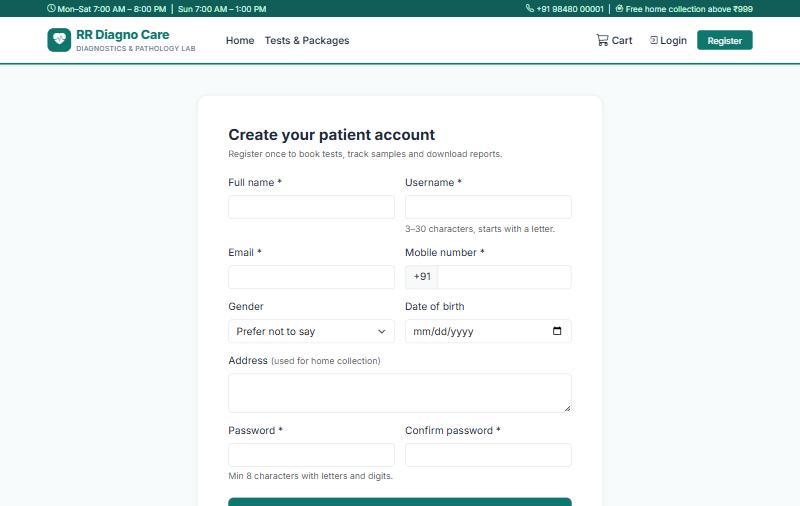 Mon–Sat 7:00 AM – 8:00 PM | Sun 7:00 AM – 1:00 PM
+91 98480 00001 | Free home collection above ₹999
RR Diagno Care
DIAGNOSTICS & PATHOLOGY LAB
Home Tests & Packages
Cart Login Register
Create your patient account
Register once to book tests, track samples and download reports.
Full name * Username *
3–30 characters, starts with a letter.
Email * Mobile number *
+91
Gender Date of birth
Prefer not to say mm/dd/yyyy
Address (used for home collection)
Password * Confirm password *
Min 8 characters with letters and digits.